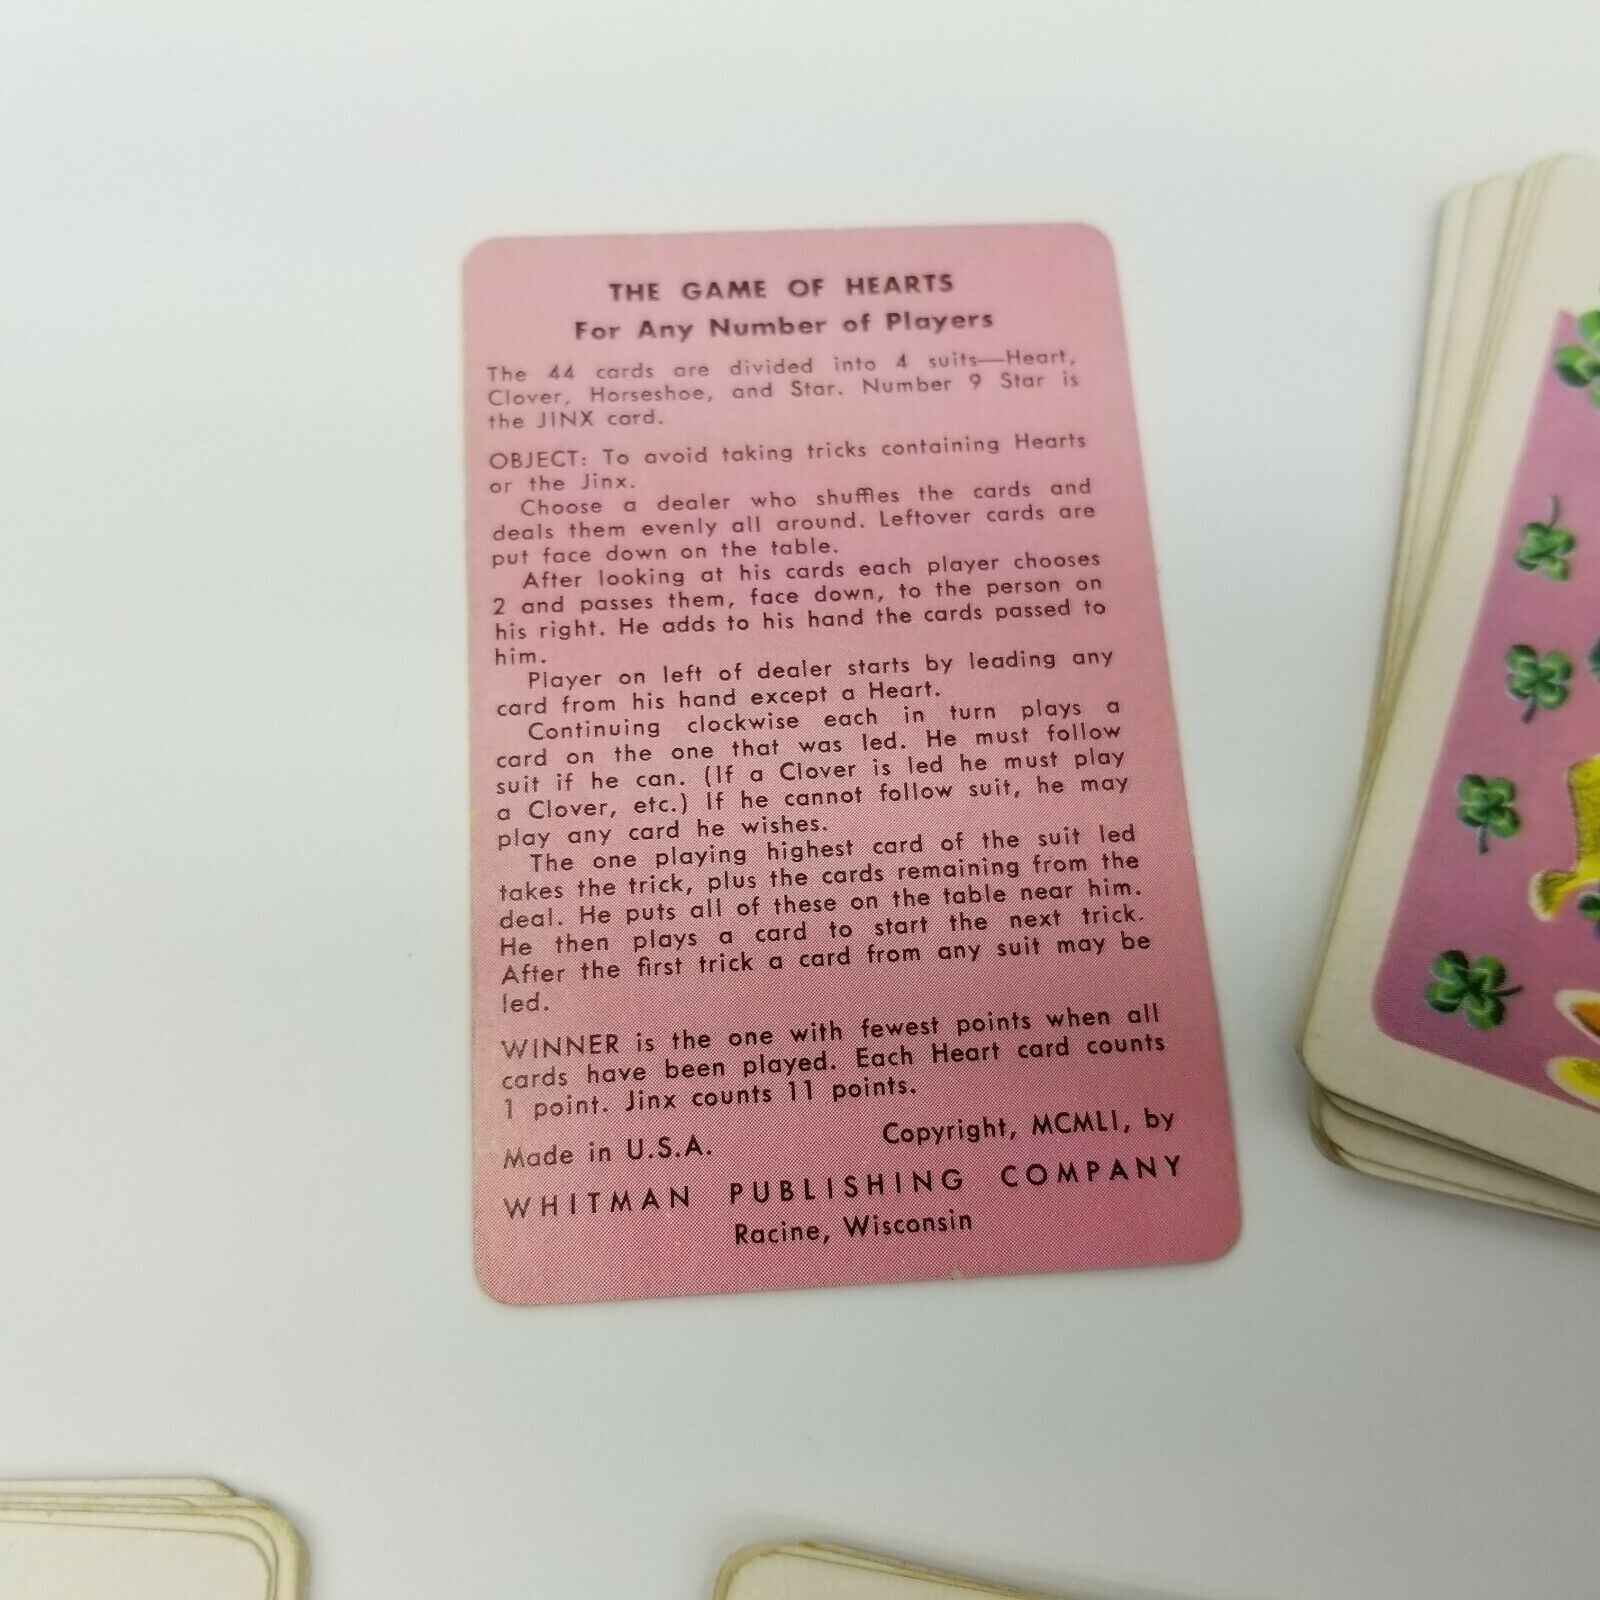 THE GAME OF HEARTS
For Any Number of Players
The 44 cards are divided into 4 suits—Heart,
Clover, Horseshoe, and Star. Number 9 Star is
the JINX card.
OBJECT: To avoid taking tricks containing Hearts
or the Jinx.
Choose a dealer who shuffles the cards and
deals them evenly all around. Leftover cards are
put face down on the table.
After looking at his cards each player chooses
2 and passes them, face down, to the person on
his right. He adds to his hand the cards passed to
him.
Player on left of dealer starts by leading any
card from his hand except a Heart.
Continuing clockwise each in turn plays a
card on the one that was led. He must follow
suit if he can. (If a Clover is led he must play
a Clover, etc.) If he cannot follow suit, he may
play any card he wishes.
The one playing highest card of the suit led
takes the trick, plus the cards remaining from the
deal. He puts all of these on the table near him.
He then plays a card to start the next trick.
After the first trick a card from any suit may be
led.
WINNER is the one with fewest points when all
cards have been played. Each Heart card counts
1 point. Jinx counts 11 points.
Made in U.S.A. Copyright, MCMLI, by
WHITMAN PUBLISHING COMPANY
Racine, Wisconsin